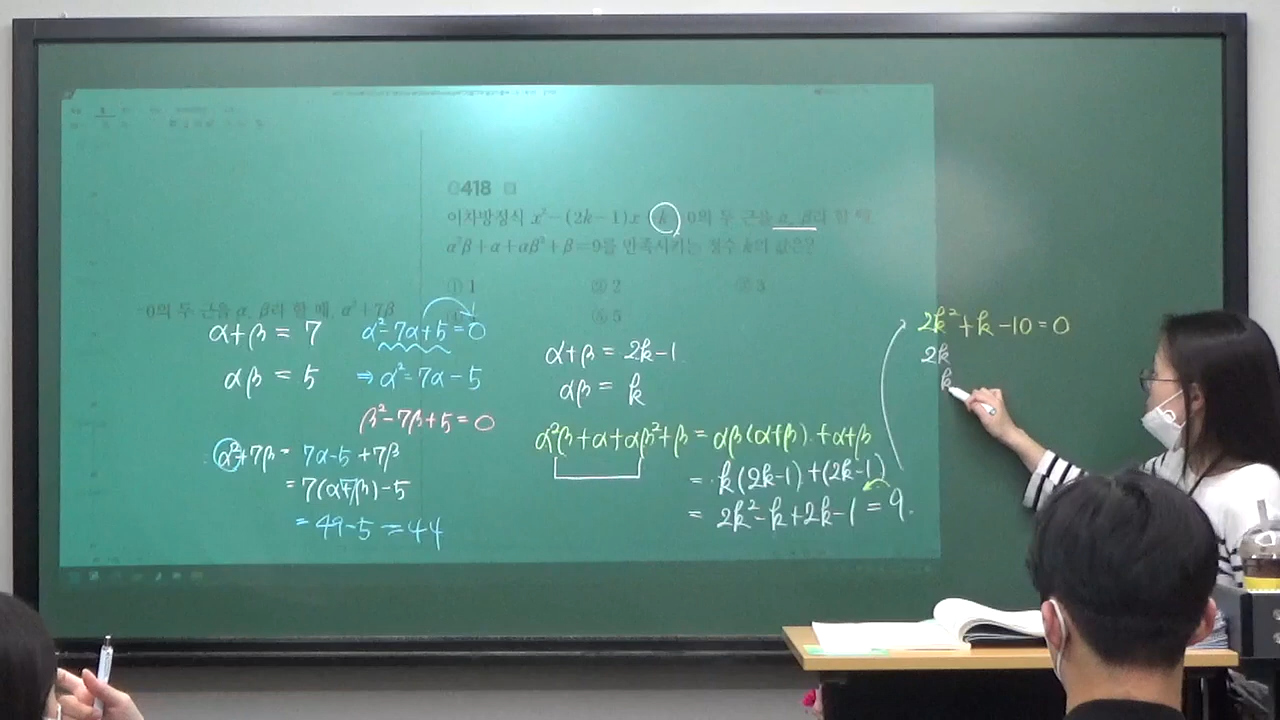 0418
이차방정식 x²-(2k-1)x k 0의 두 근을 α, β라 할 때,
α²β+α+αβ²+β=9를 만족시키는 정수 k의 값은?
① 1 ② 2 ③ 3
⑤ 5
=0의 두 근을 α, β라 할 때, α²+7β
α+β = 7
αβ = 5
α²-7α+5=0
⇒ α²=7α-5
β²-7β+5=0
α²+7β = 7α-5+7β
= 7(α+β)-5
= 49-5 = 44
α+β = 2k-1
αβ = k
α²β+α+αβ²+β = αβ(α+β)+α+β
= k(2k-1)+(2k-1)
= 2k²-k+2k-1 = 9.
2k²+k-10=0
2k
k